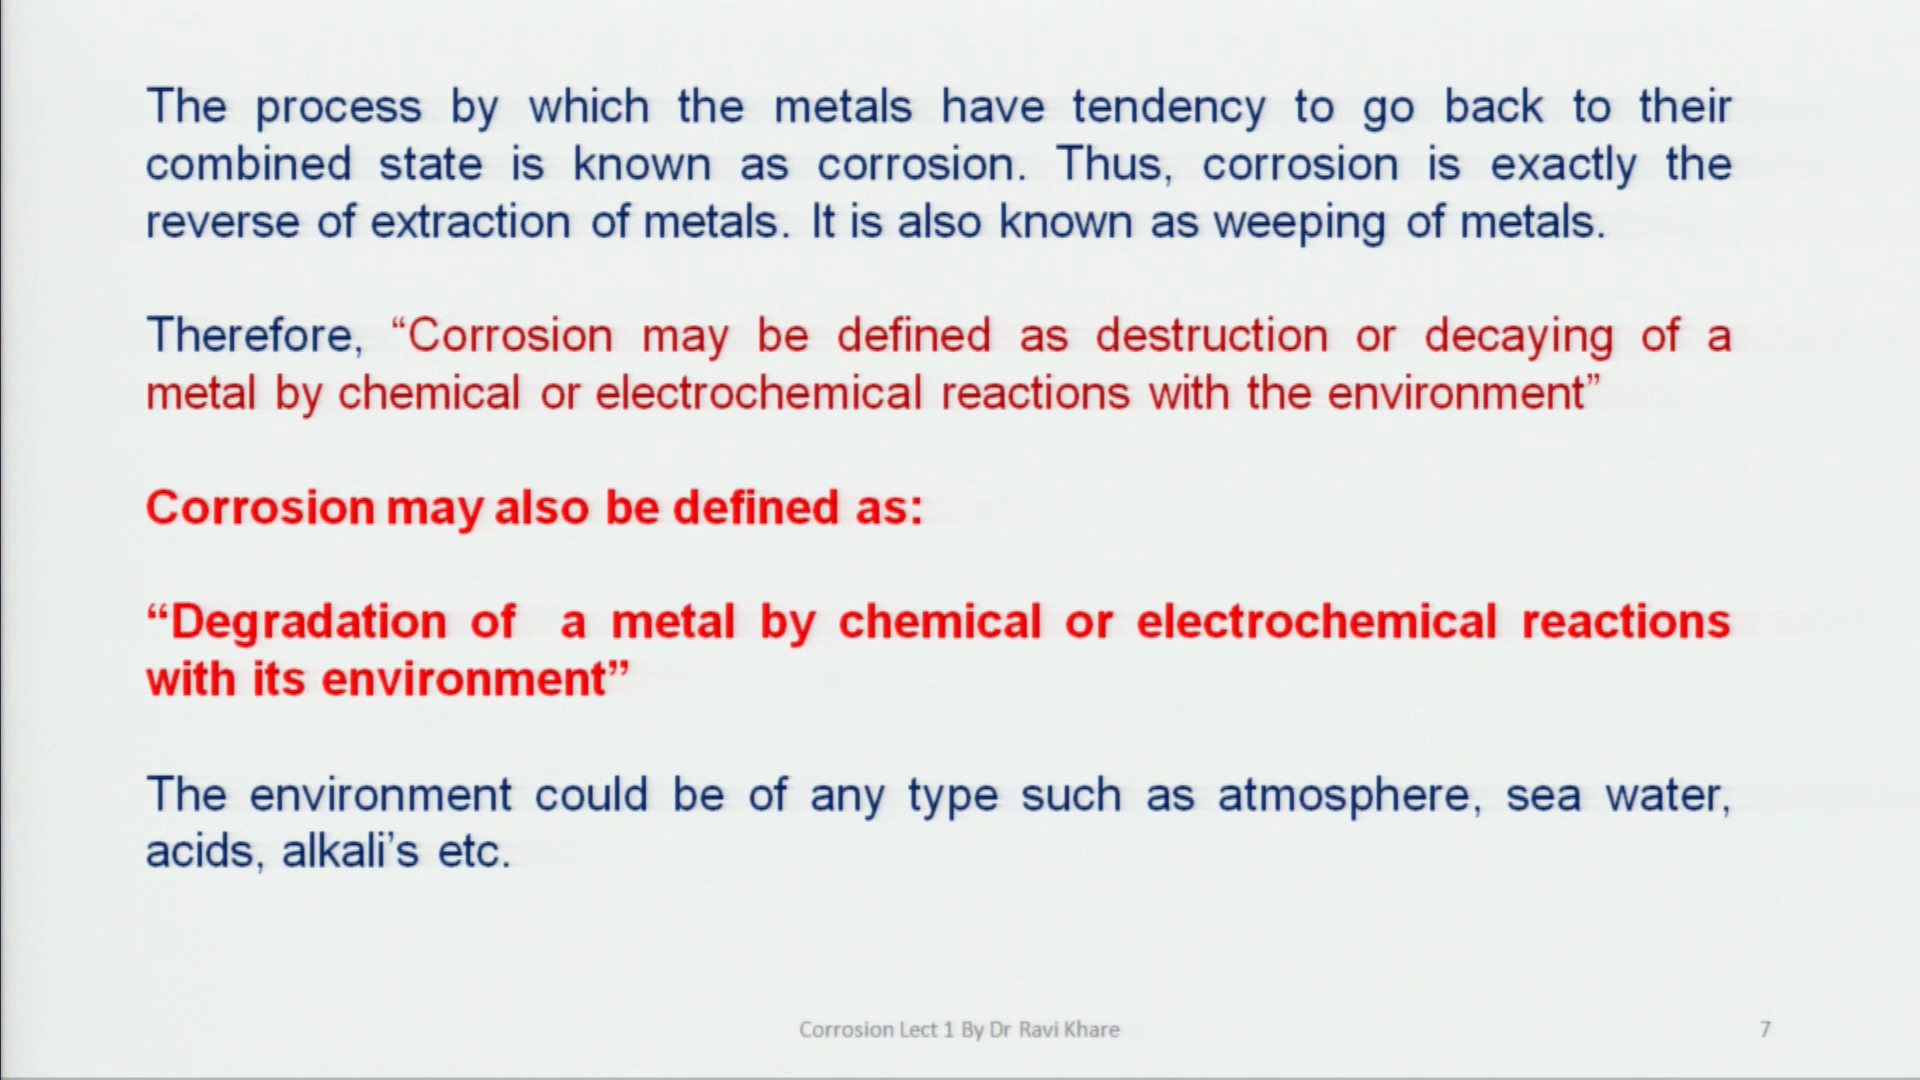 The process by which the metals have tendency to go back to their
combined state is known as corrosion. Thus, corrosion is exactly the
reverse of extraction of metals. It is also known as weeping of metals.
Therefore, “Corrosion may be defined as destruction or decaying of a
metal by chemical or electrochemical reactions with the environment”
Corrosion may also be defined as:
“Degradation of a metal by chemical or electrochemical reactions
with its environment”
The environment could be of any type such as atmosphere, sea water,
acids, alkali’s etc.
Corrosion Lect 1 By Dr Ravi Khare
7